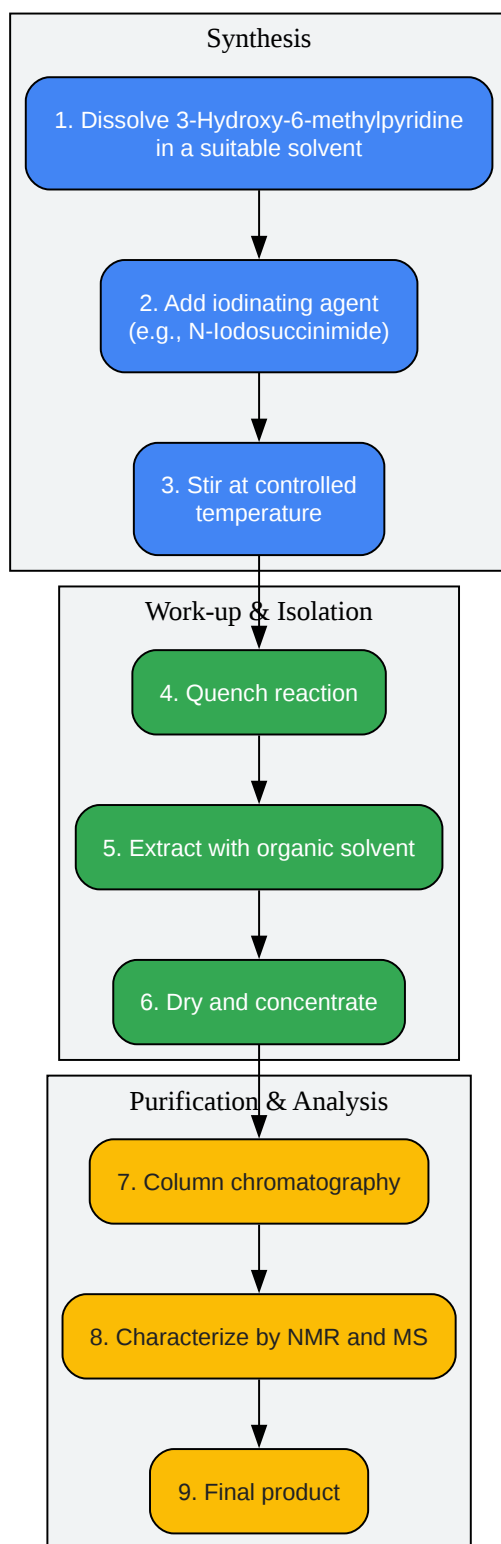 Synthesis
1. Dissolve 3-Hydroxy-6-methylpyridine
in a suitable solvent
2. Add iodinating agent
(e.g., N-Iodosuccinimide)
3. Stir at controlled
temperature
Work-up & Isolation
4. Quench reaction
5. Extract with organic solvent
6. Dry and concentrate
Purification & Analysis
7. Column chromatography
8. Characterize by NMR and MS
9. Final product